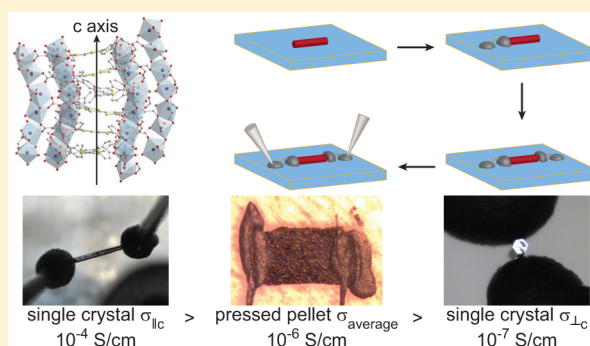 c axis
single crystal σ∥c > pressed pellet σaverage > single crystal σ⊥c
10-4 S/cm 10-6 S/cm 10-7 S/cm